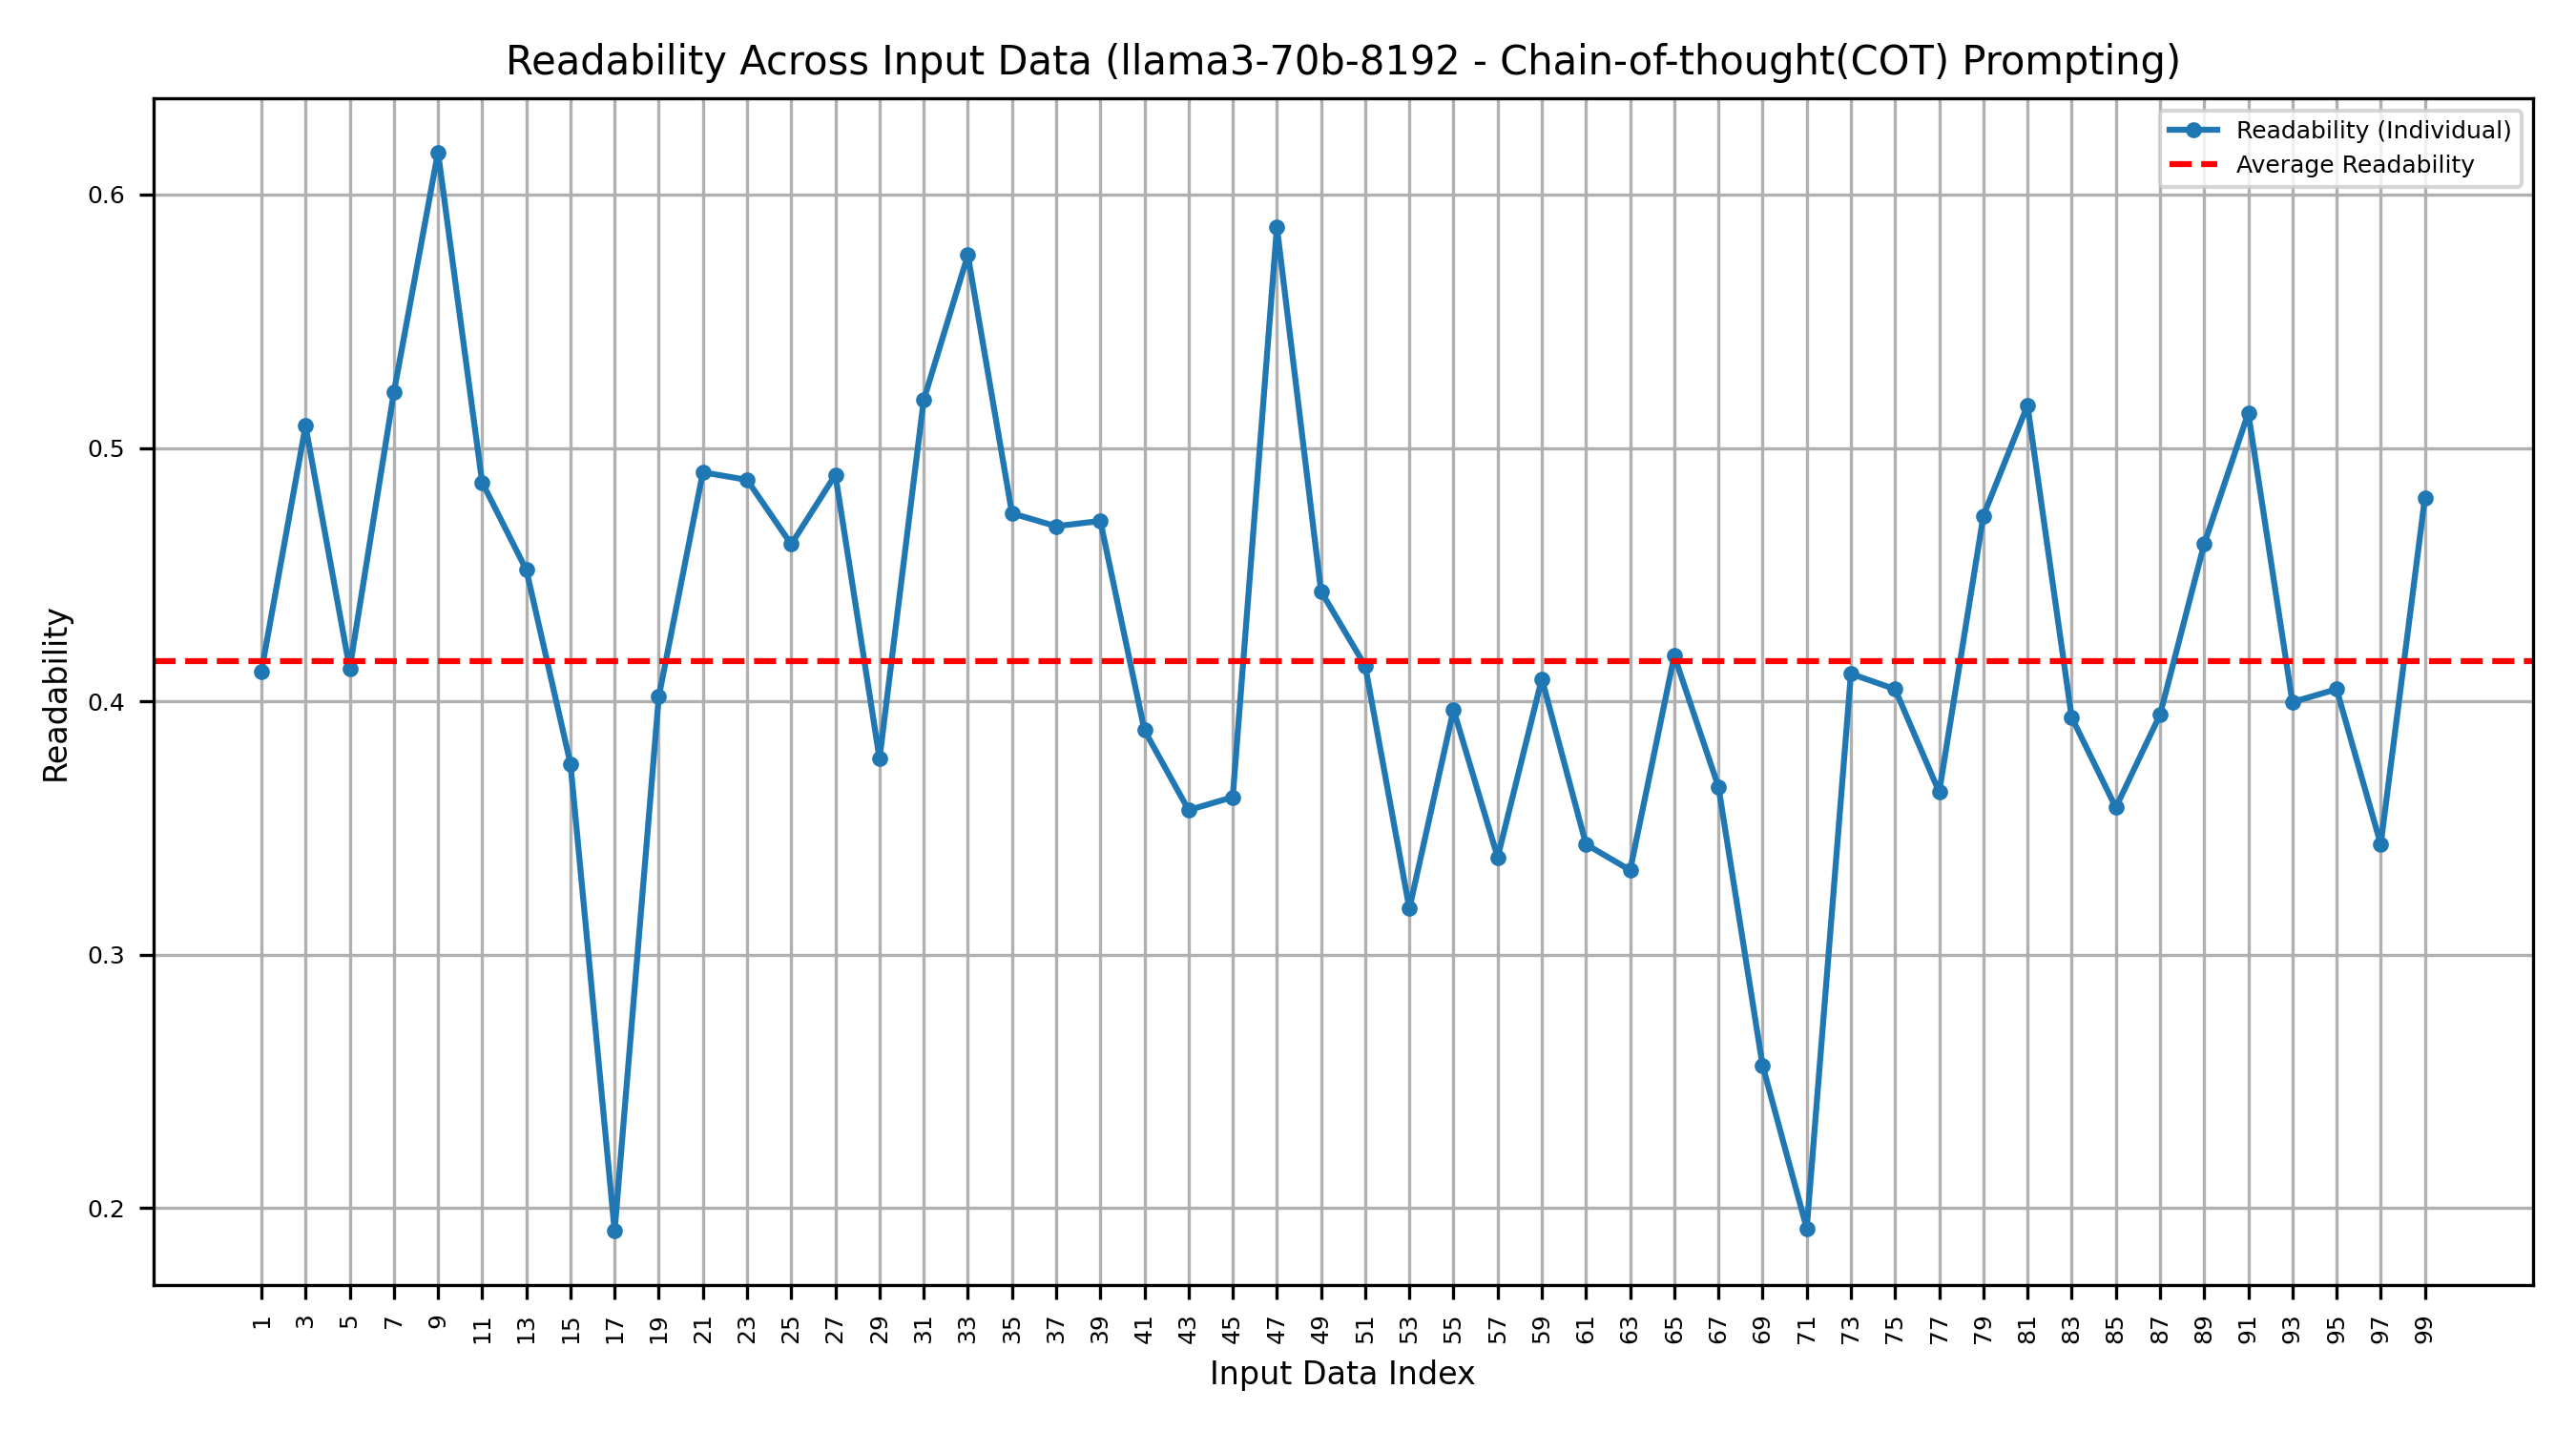 Readability Across Input Data (llama3-70b-8192 - Chain-of-thought(COT) Prompting)
Readability (Individual)
Average Readability
Readability
0.6
0.5
0.4
0.3
0.2
1 3 5 7 9 11 13 15 17 19 21 23 25 27 29 31 33 35 37 39 41 43 45 47 49 51 53 55 57 59 61 63 65 67 69 71 73 75 77 79 81 83 85 87 89 91 93 95 97 99
Input Data Index